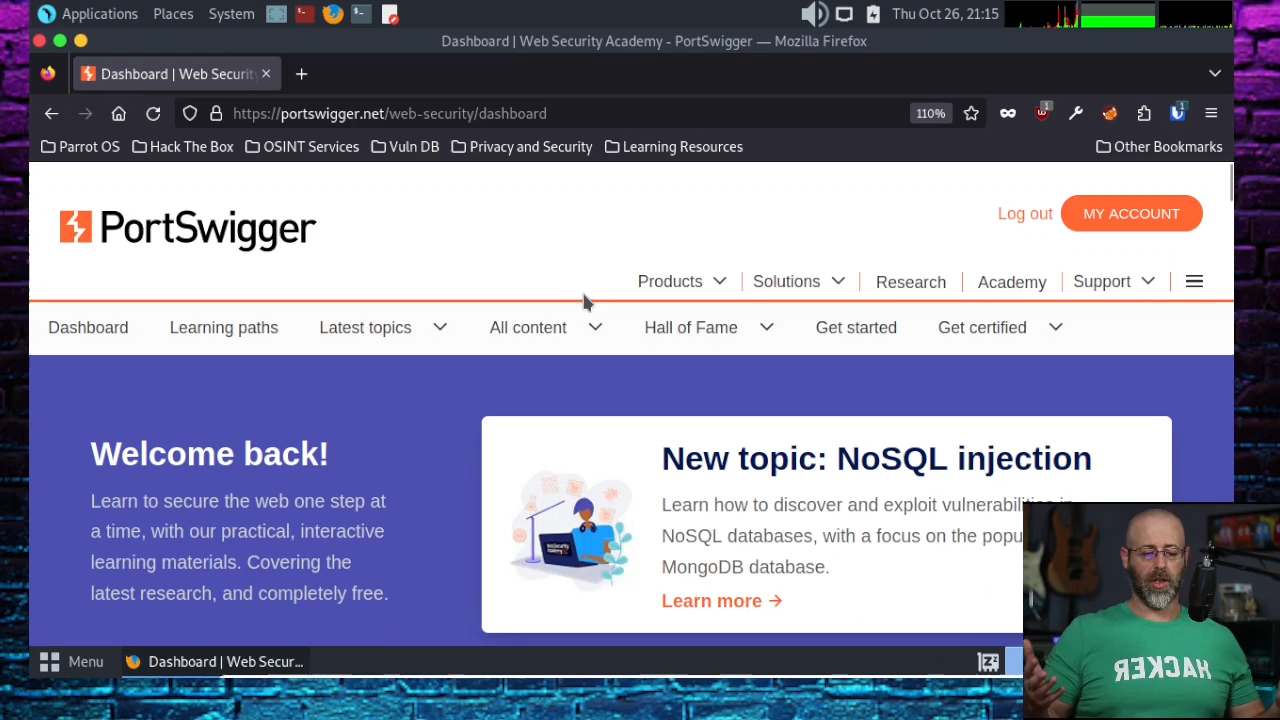 Applications Places System Thu Oct 26, 21:15
Dashboard | Web Security Academy - PortSwigger — Mozilla Firefox
Dashboard | Web Security
https://portswigger.net/web-security/dashboard 110% 1 1
Parrot OS Hack The Box OSINT Services Vuln DB Privacy and Security Learning Resources Other Bookmarks
PortSwigger
Log out MY ACCOUNT
Products Solutions Research Academy Support
Dashboard Learning paths Latest topics All content Hall of Fame Get started Get certified
Welcome back!
Learn to secure the web one step at
a time, with our practical, interactive
learning materials. Covering the
latest research, and completely free.
New topic: NoSQL injection
Learn how to discover and exploit vulnerabilities in
NoSQL databases, with a focus on the popu
MongoDB database.
Learn more →
HACKER
Menu Dashboard | Web Secur...